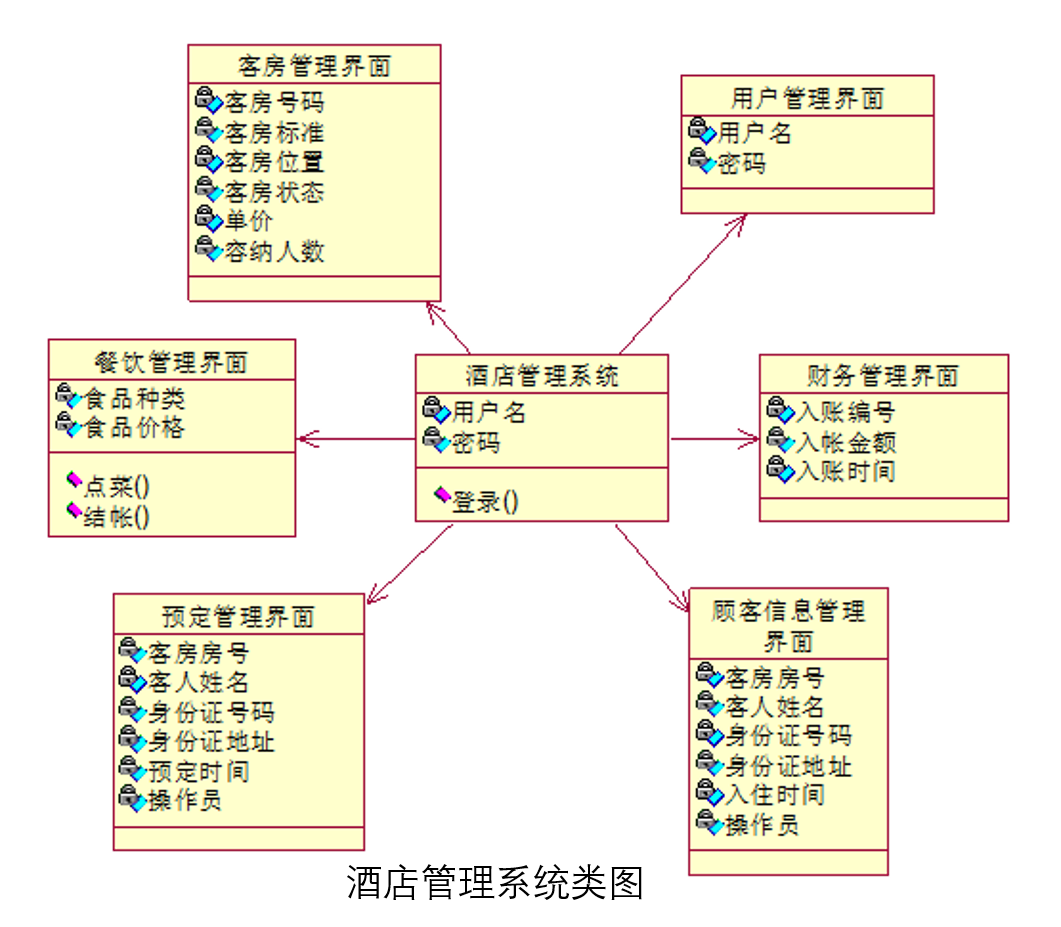 客房管理界面
客房号码
客房标准
客房位置
客房状态
单价
容纳人数
用户管理界面
用户名
密码
餐饮管理界面
食品种类
食品价格
点菜()
结帐()
酒店管理系统
用户名
密码
登录()
财务管理界面
入账编号
入帐金额
入账时间
预定管理界面
客房房号
客人姓名
身份证号码
身份证地址
预定时间
操作员
顾客信息管理
界面
客房房号
客人姓名
身份证号码
身份证地址
入住时间
操作员
酒店管理系统类图